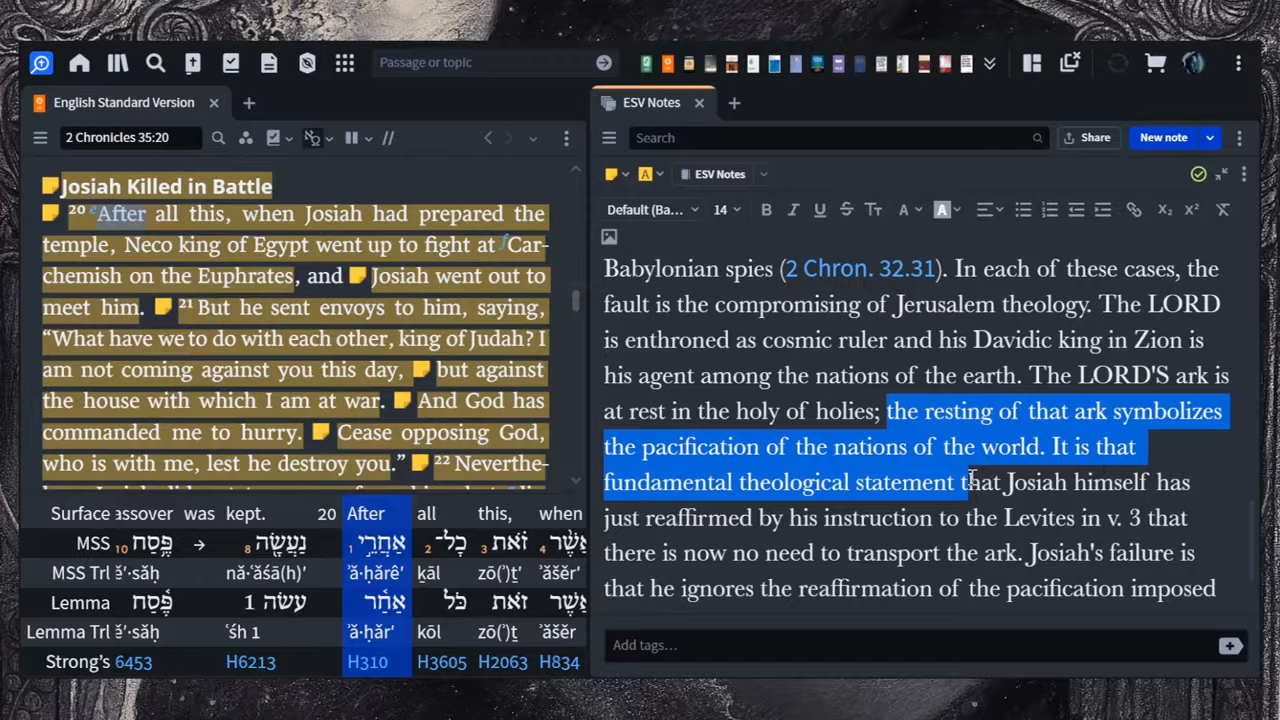 Passage or topic
English Standard Version
2 Chronicles 35:20
Josiah Killed in Battle
20 e After all this, when Josiah had prepared the
temple, Neco king of Egypt went up to fight at f Car-
chemish on the Euphrates, and Josiah went out to
meet him. 21 But he sent envoys to him, saying,
“What have we to do with each other, king of Judah? I
am not coming against you this day, but against
the house with which I am at war. And God has
commanded me to hurry. Cease opposing God,
who is with me, lest he destroy you.” 22 Neverthe-
Surface assover was kept. 20 After all this, when
MSS 10 פֶּ֥סַח → 8 נַעֲשָׂ֖ה 1 אַחֲרֵ֣י 2 כָל־ 3 זֹ֗את 4 אֲשֶׁ֨ר
MSS Trl ĕʹ·sǎḥ nǎ·ʿǎśā(h)ʹ ʾǎ·ḥǎrêʹ kāl zō(ʾ)ṯʹ ʾǎšěrʹ
Lemma פֶּ֫סַח עשׂה 1 אַחַ֫ר כֹּל זֹאת אֲשֶׁר
Lemma Trl ĕʹ·sǎḥ ʿśh 1 ʾǎ·ḥǎrʹ kōl zō(ʾ)ṯ ʾǎšěrʹ
Strong’s 6453 H6213 H310 H3605 H2063 H834
ESV Notes
Search
Share
New note
A
ESV Notes
Default (Ba... 14 B I U S Tт A A X₂ X²
Babylonian spies (2 Chron. 32.31). In each of these cases, the
fault is the compromising of Jerusalem theology. The LORD
is enthroned as cosmic ruler and his Davidic king in Zion is
his agent among the nations of the earth. The LORD'S ark is
at rest in the holy of holies; the resting of that ark symbolizes
the pacification of the nations of the world. It is that
fundamental theological statement that Josiah himself has
just reaffirmed by his instruction to the Levites in v. 3 that
there is now no need to transport the ark. Josiah's failure is
that he ignores the reaffirmation of the pacification imposed
Add tags...